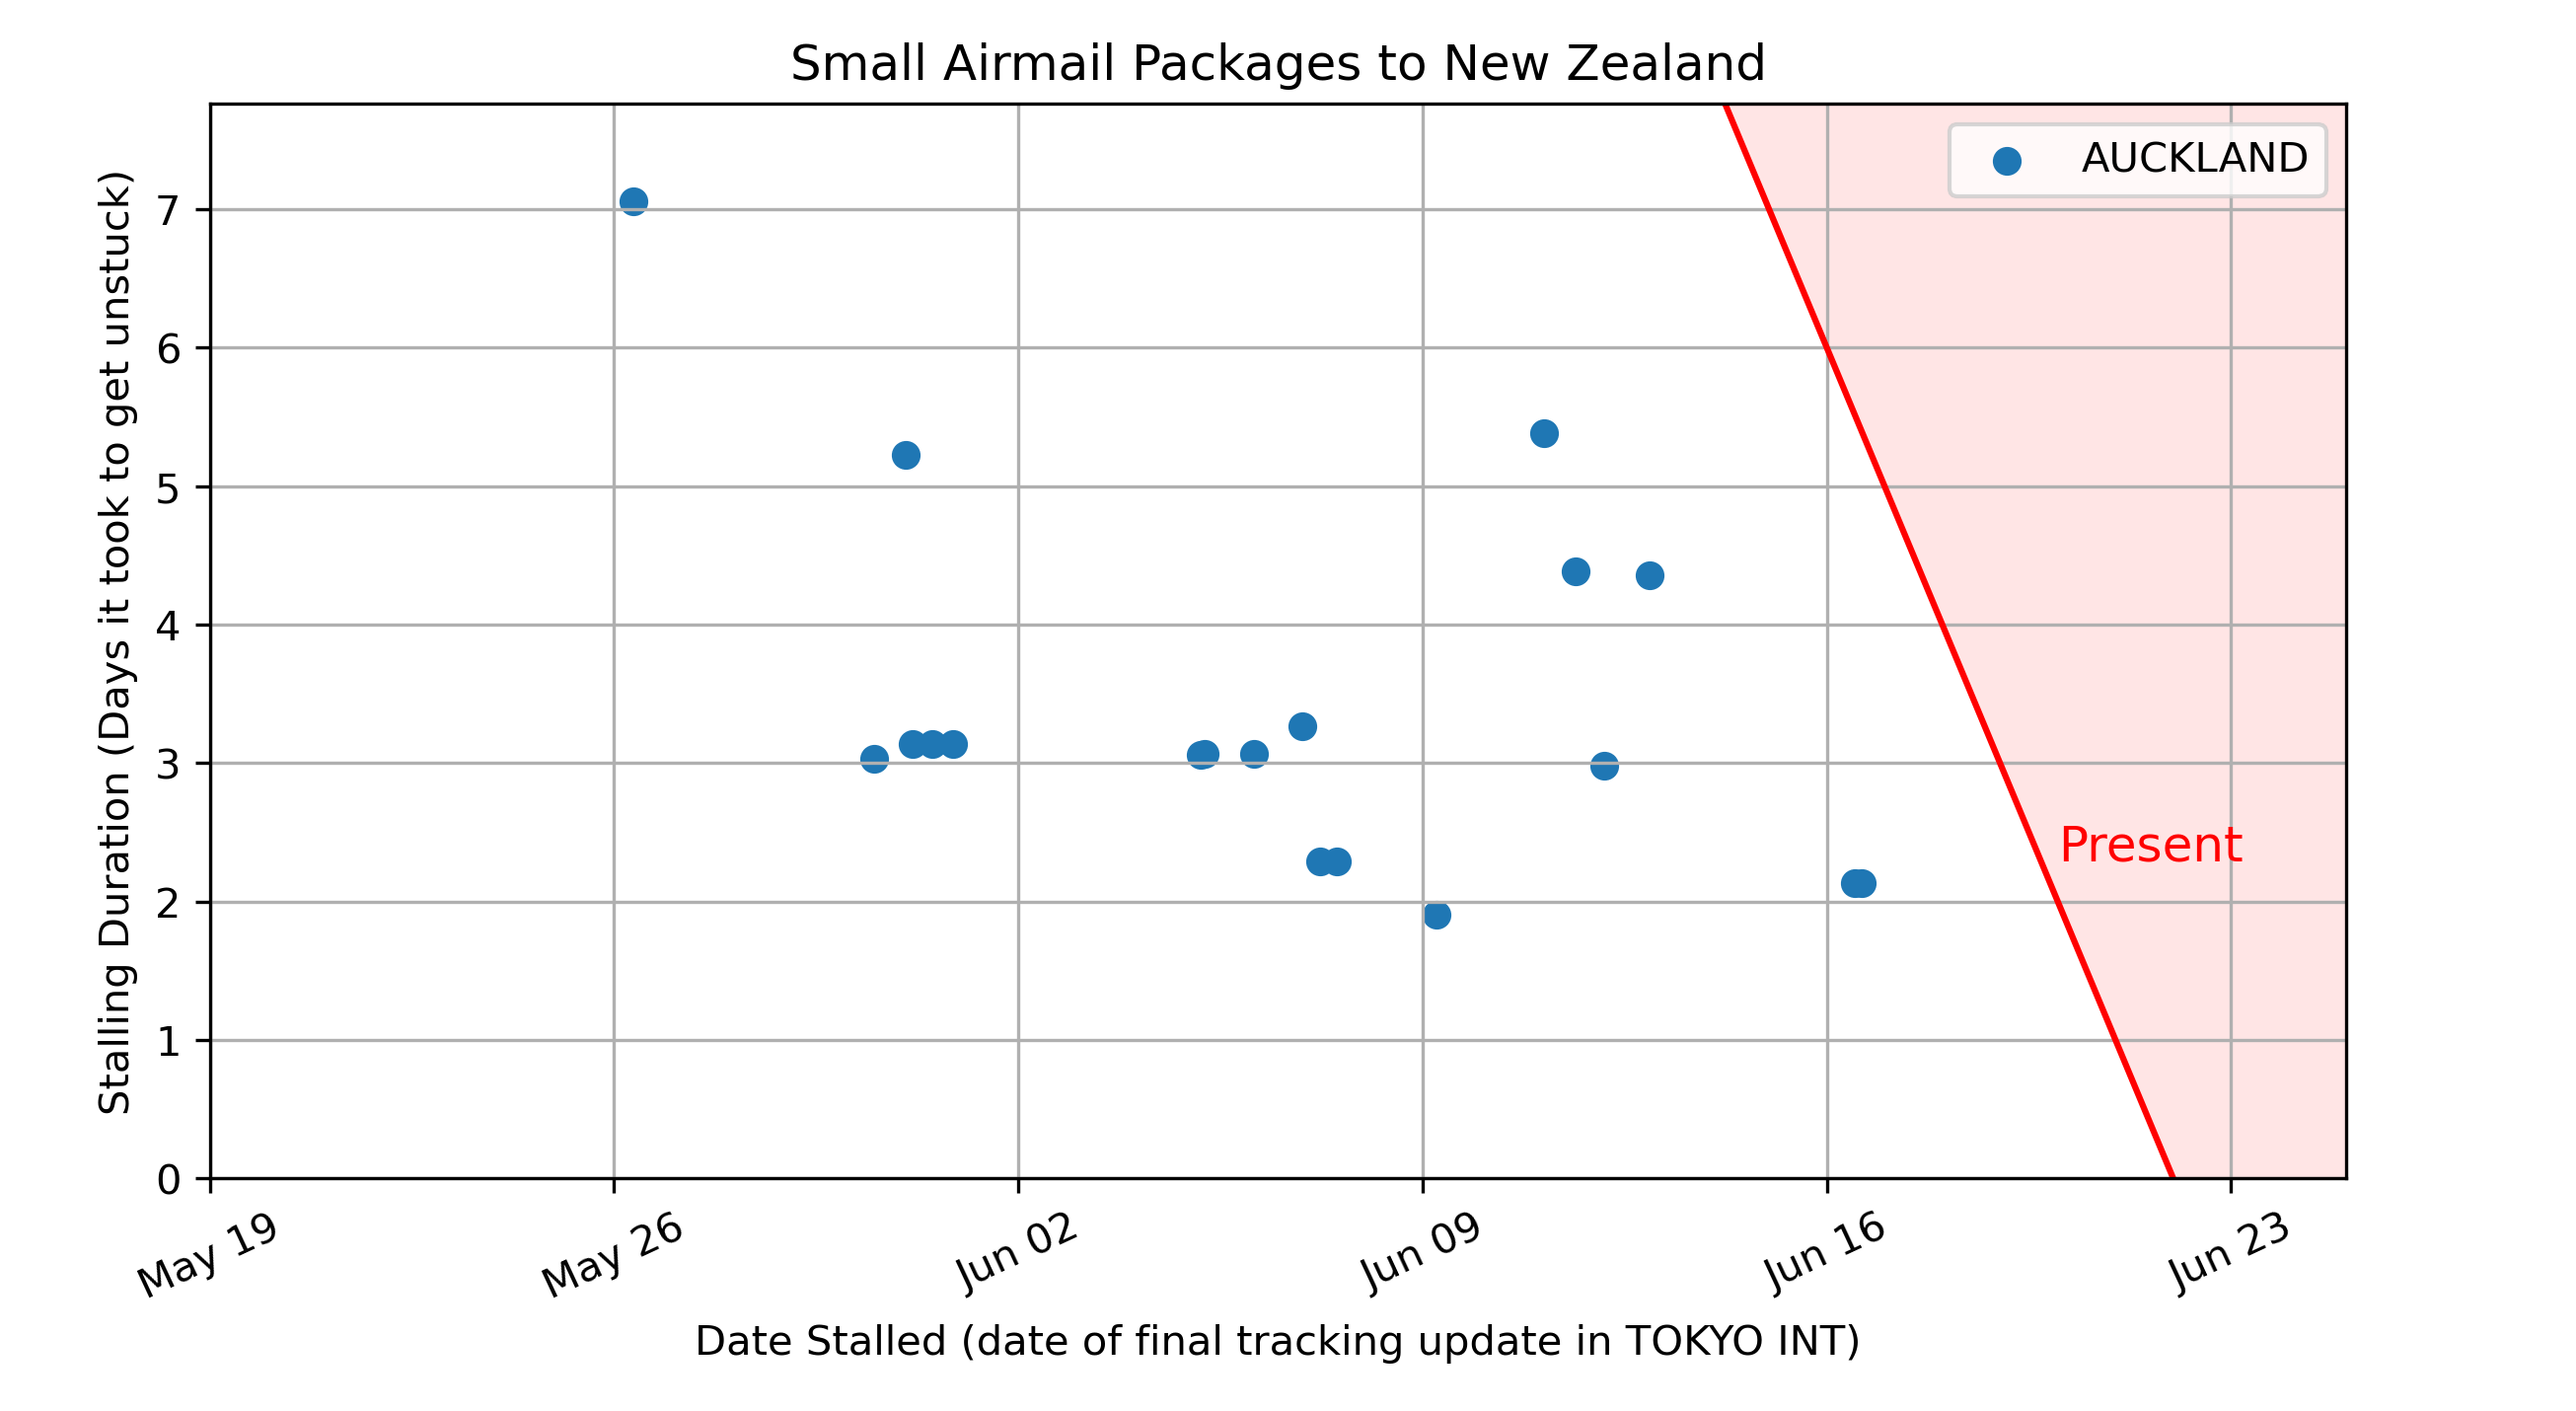 Small Airmail Packages to New Zealand
AUCKLAND
Stalling Duration (Days it took to get unstuck)
7
6
5
4
3
2
1
0
Present
May 19
May 26
Jun 02
Jun 09
Jun 16
Jun 23
Date Stalled (date of final tracking update in TOKYO INT)